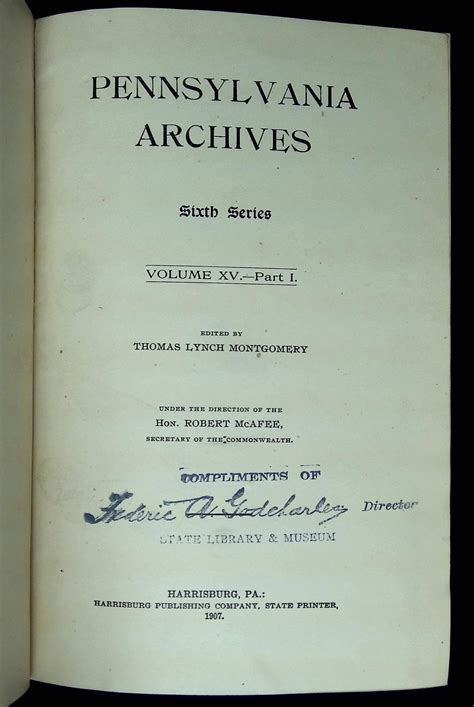 PENNSYLVANIA
ARCHIVES
Sixth Series
VOLUME XV.—Part I.
EDITED BY
THOMAS LYNCH MONTGOMERY
UNDER THE DIRECTION OF THE
HON. ROBERT McAFEE,
SECRETARY OF THE COMMONWEALTH.
COMPLIMENTS OF
Frederic A. Godcharles Director
STATE LIBRARY & MUSEUM
HARRISBURG, PA.:
HARRISBURG PUBLISHING COMPANY, STATE PRINTER,
1907.